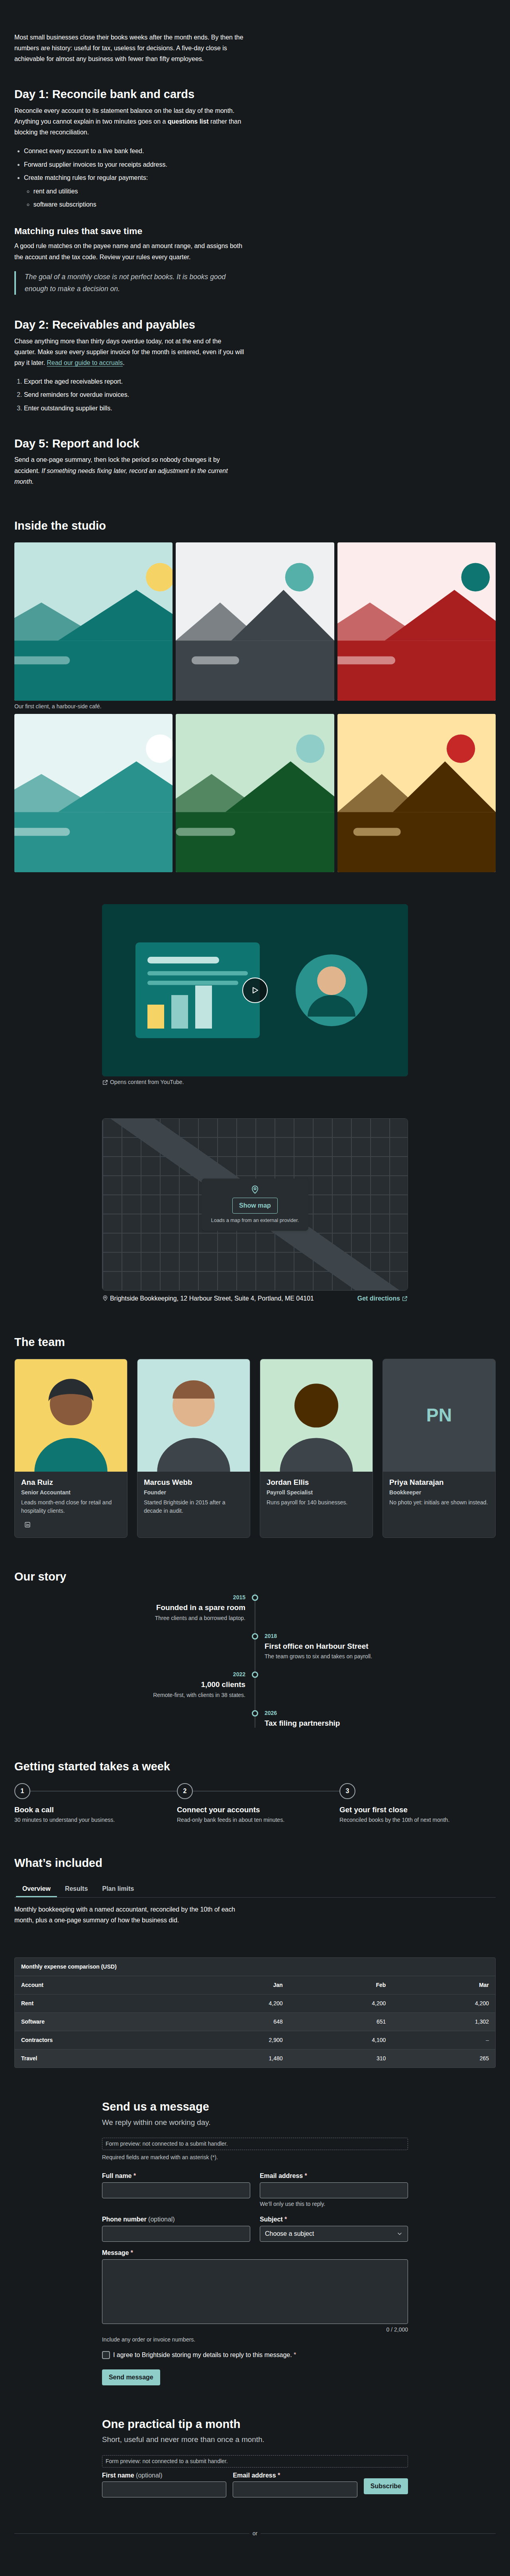 Most small businesses close their books weeks after the month ends. By then the
numbers are history: useful for tax, useless for decisions. A five-day close is
achievable for almost any business with fewer than fifty employees.
Day 1: Reconcile bank and cards
Reconcile every account to its statement balance on the last day of the month.
Anything you cannot explain in two minutes goes on a questions list rather than
blocking the reconciliation.
Connect every account to a live bank feed.
Forward supplier invoices to your receipts address.
Create matching rules for regular payments:
rent and utilities
software subscriptions
Matching rules that save time
A good rule matches on the payee name and an amount range, and assigns both
the account and the tax code. Review your rules every quarter.
The goal of a monthly close is not perfect books. It is books good
enough to make a decision on.
Day 2: Receivables and payables
Chase anything more than thirty days overdue today, not at the end of the
quarter. Make sure every supplier invoice for the month is entered, even if you will
pay it later. Read our guide to accruals.
1. Export the aged receivables report.
2. Send reminders for overdue invoices.
3. Enter outstanding supplier bills.
Day 5: Report and lock
Send a one-page summary, then lock the period so nobody changes it by
accident. If something needs fixing later, record an adjustment in the current
month.
Inside the studio
Our first client, a harbour-side café.
Opens content from YouTube.
Show map
Loads a map from an external provider.
Brightside Bookkeeping, 12 Harbour Street, Suite 4, Portland, ME 04101
Get directions
The team
PN
Ana Ruiz
Senior Accountant
Leads month-end close for retail and
hospitality clients.
Marcus Webb
Founder
Started Brightside in 2015 after a
decade in audit.
Jordan Ellis
Payroll Specialist
Runs payroll for 140 businesses.
Priya Natarajan
Bookkeeper
No photo yet: initials are shown instead.
Our story
2015
Founded in a spare room
Three clients and a borrowed laptop.
2018
First office on Harbour Street
The team grows to six and takes on payroll.
2022
1,000 clients
Remote-first, with clients in 38 states.
2026
Tax filing partnership
Getting started takes a week
1
Book a call
30 minutes to understand your business.
2
Connect your accounts
Read-only bank feeds in about ten minutes.
3
Get your first close
Reconciled books by the 10th of next month.
What's included
Overview Results Plan limits
Monthly bookkeeping with a named accountant, reconciled by the 10th of each
month, plus a one-page summary of how the business did.
Monthly expense comparison (USD)
Account Jan Feb Mar
Rent 4,200 4,200 4,200
Software 648 651 1,302
Contractors 2,900 4,100 –
Travel 1,480 310 265
Send us a message
We reply within one working day.
Form preview: not connected to a submit handler.
Required fields are marked with an asterisk (*).
Full name *
Email address *
We'll only use this to reply.
Phone number (optional)
Subject *
Choose a subject
Message *
0 / 2,000
Include any order or invoice numbers.
I agree to Brightside storing my details to reply to this message. *
Send message
One practical tip a month
Short, useful and never more than once a month.
Form preview: not connected to a submit handler.
First name (optional)
Email address *
Subscribe
or